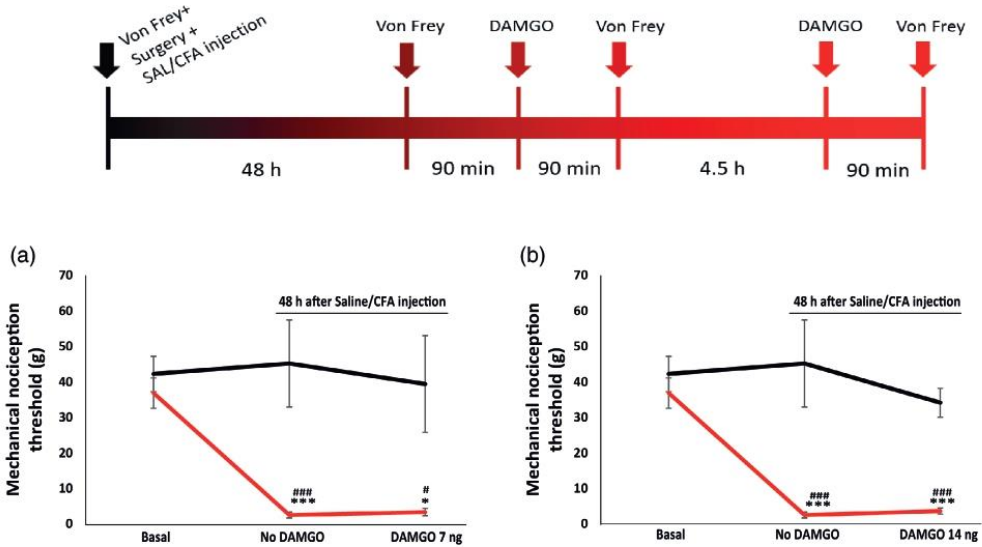 Von Frey+
Surgery +
SAL/CFA injection
Von Frey
DAMGO
Von Frey
DAMGO
Von Frey
48 h
90 min
90 min
4.5 h
90 min
(a)
Mechanical nociception
threshold (g)
70
60
50
40
30
20
10
0
48 h after Saline/CFA injection
###
***
#
*
Basal
No DAMGO
DAMGO 7 ng
(b)
Mechanical nociception
threshold (g)
70
60
50
40
30
20
10
0
48 h after Saline/CFA injection
###
***
###
***
Basal
No DAMGO
DAMGO 14 ng